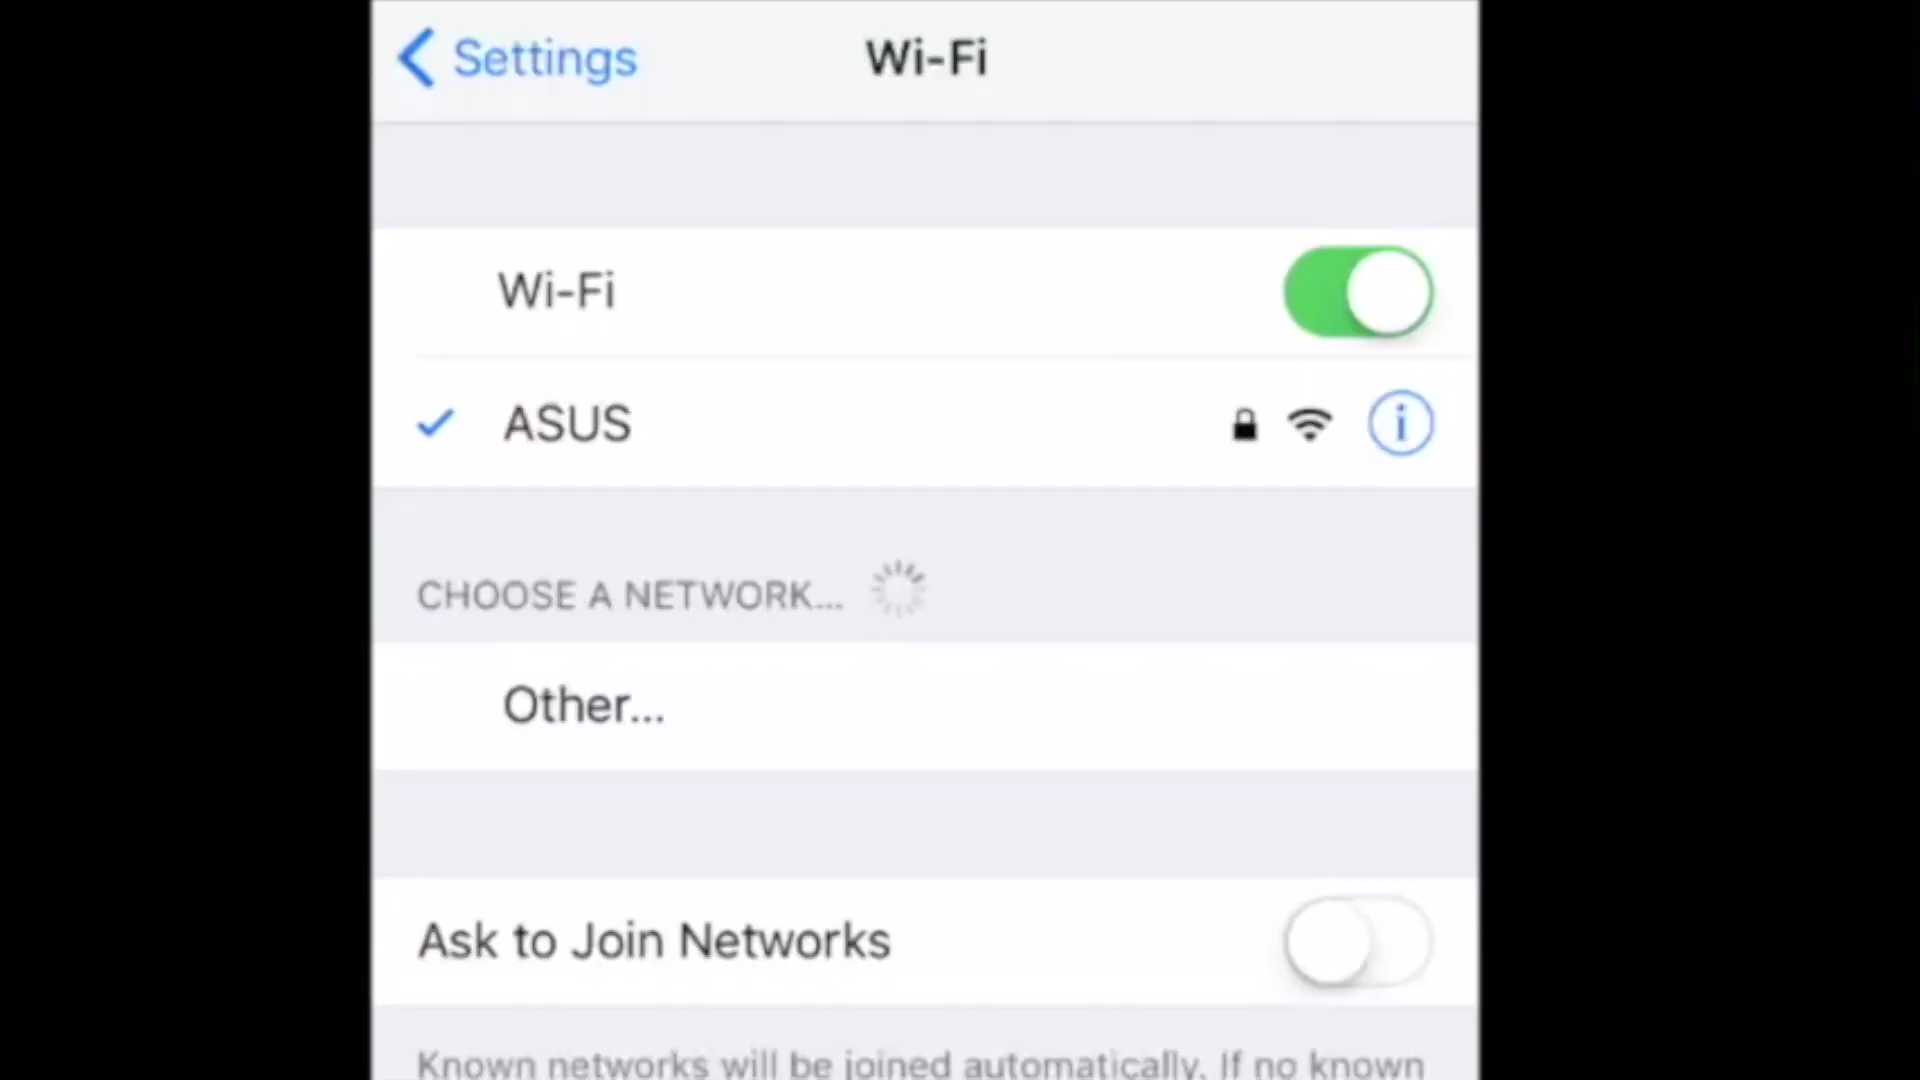 Settings
Wi-Fi
Wi-Fi
ASUS
CHOOSE A NETWORK...
Other...
Ask to Join Networks
Known networks will be joined automatically. If no known